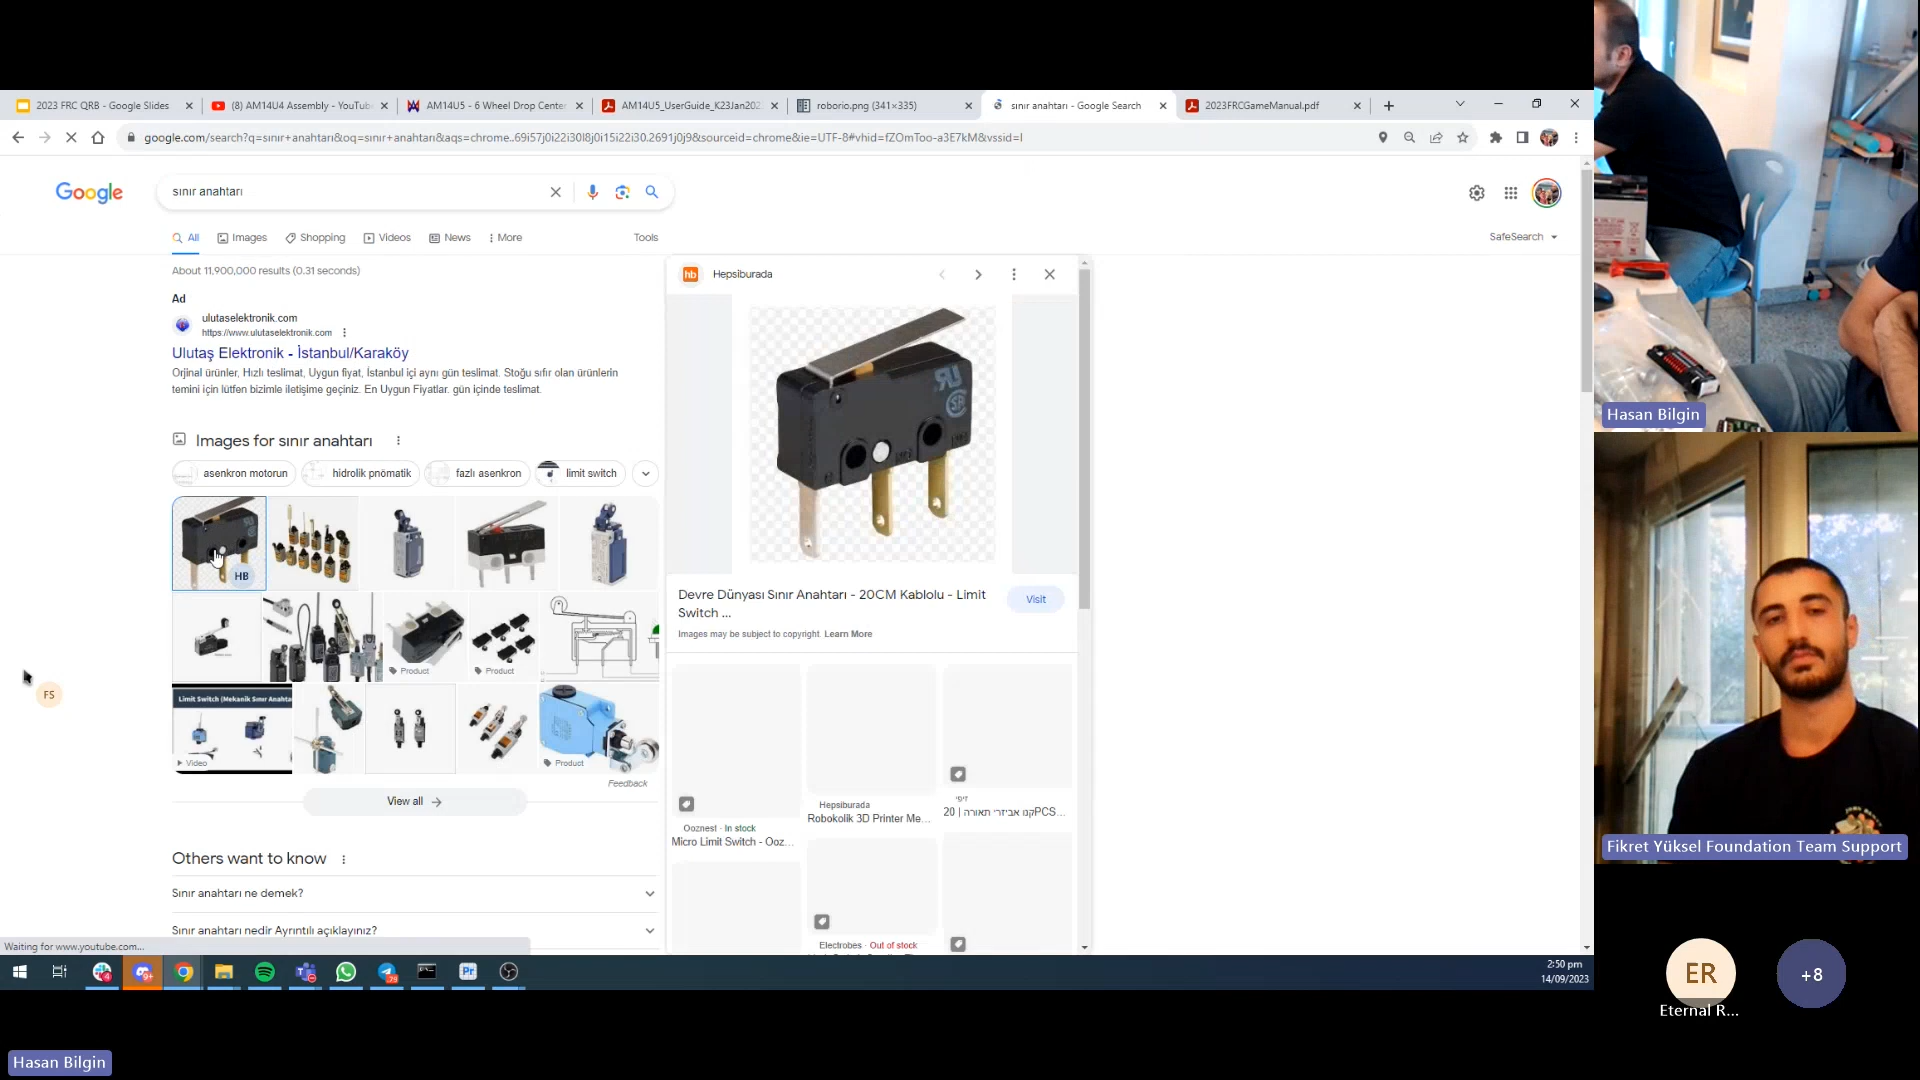 2023 FRC QRB - Google Slides
(8) AM14U4 Assembly - YouTube
AM14U5 - 6 Wheel Drop Center
AM14U5_UserGuide_K23Jan202
roborio.png (341×335)
sınır anahtarı - Google Search
2023FRCGameManual.pdf
google.com/search?q=sınır+anahtarı&oq=sınır+anahtarı&aqs=chrome..69i57j0i22i30l8j0i15i22i30.2691j0j9&sourceid=chrome&ie=UTF-8#vhid=fZOmToo-a3E7kM&vssid=l
Google
sınır anahtarı
All
Images
Shopping
Videos
News
More
Tools
SafeSearch
About 11,900,000 results (0.31 seconds)
Ad
ulutaselektronik.com
https://www.ulutaselektronik.com
Ulutaş Elektronik - İstanbul/Karaköy
Orjinal ürünler, Hızlı teslimat, Uygun fiyat, İstanbul içi aynı gün teslimat. Stoğu sıfır olan ürünlerin
temini için lütfen bizimle iletişime geçiniz. En Uygun Fiyatlar. gün içinde teslimat.
Images for sınır anahtarı
asenkron motorun
hidrolik pnömatik
fazlı asenkron
limit switch
HB
Product
Product
Limit Switch (Mekanik Sınır Anahta
Video
Product
Feedback
View all
Others want to know
Sınır anahtarı ne demek?
Sınır anahtarı nedir Ayrıntılı açıklayınız?
Waiting for www.youtube.com...
hb
Hepsiburada
Devre Dünyası Sınır Anahtarı - 20CM Kablolu - Limit
Switch ...
Visit
Images may be subject to copyright. Learn More
Ooznest · In stock
Micro Limit Switch - Ooz...
Hepsiburada
Robokolik 3D Printer Me...
זיפי
20 | קנו אביזרי תאורהPCS...
Electrobes · Out of stock
FS
2:50 pm
14/09/2023
Hasan Bilgin
Fikret Yüksel Foundation Team Support
ER
Eternal R...
+8
Hasan Bilgin